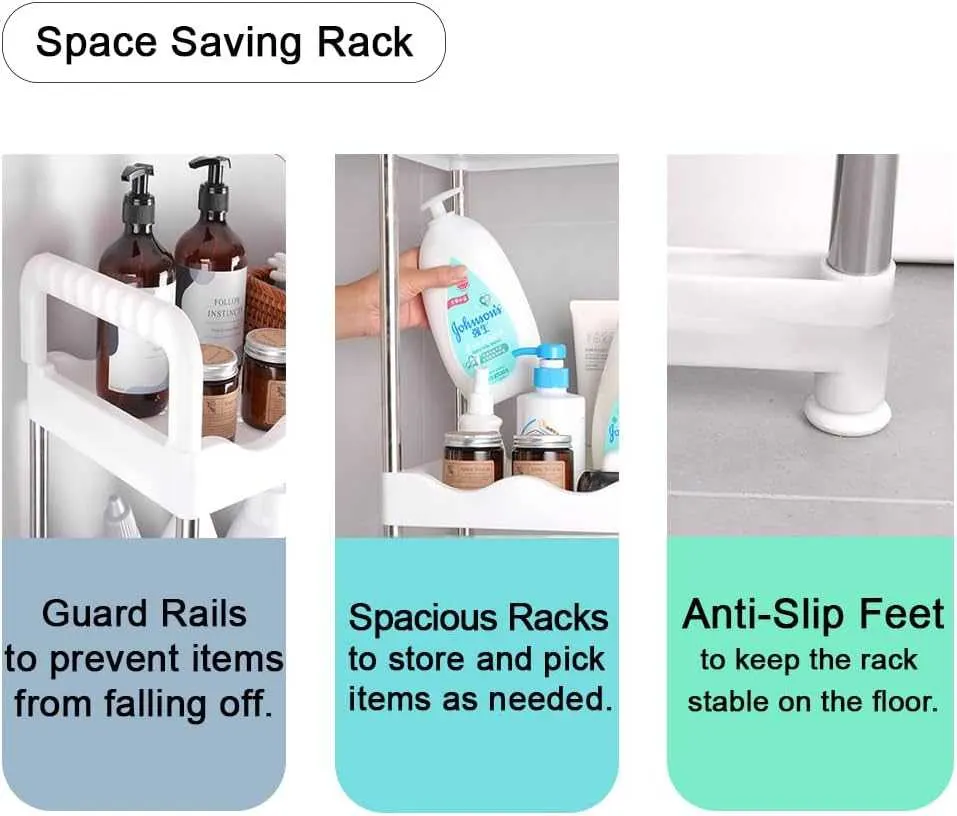 Space Saving Rack
FOLLOW
INSTINCT
Johnson's
Guard Rails
to prevent items
from falling off.
Spacious Racks
to store and pick
items as needed.
Anti-Slip Feet
to keep the rack
stable on the floor.